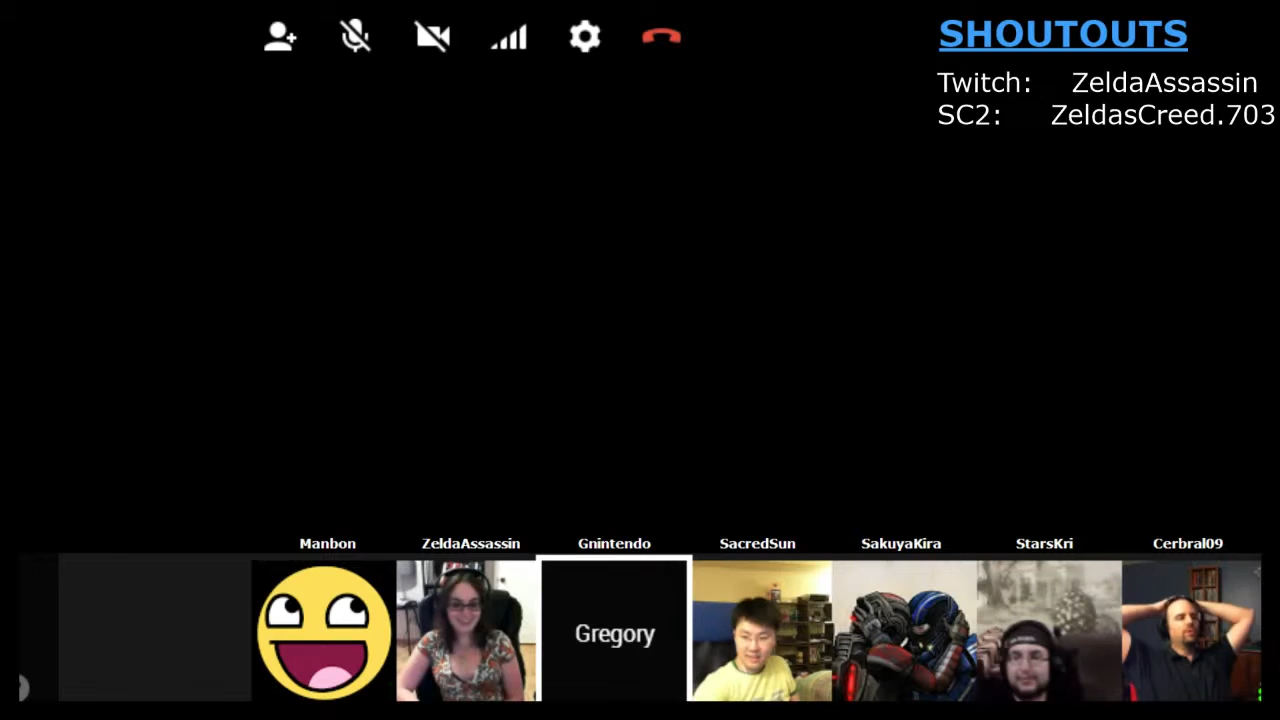 SHOUTOUTS
Twitch: ZeldaAssassin
SC2: ZeldasCreed.703
Manbon ZeldaAssassin Gnintendo SacredSun SakuyaKira StarsKri Cerbral09
Gregory